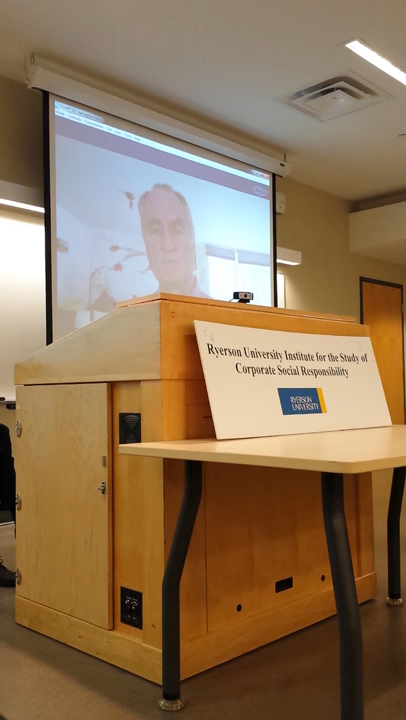 Ryerson University Institute for the Study of
Corporate Social Responsibility
RYERSON
UNIVERSITY